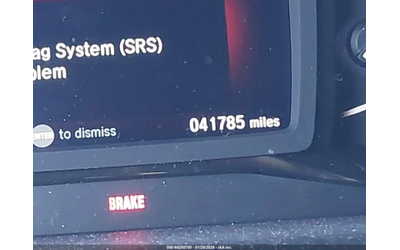 ag System (SRS)
blem
ENTER to dismiss
041785 miles
BRAKE